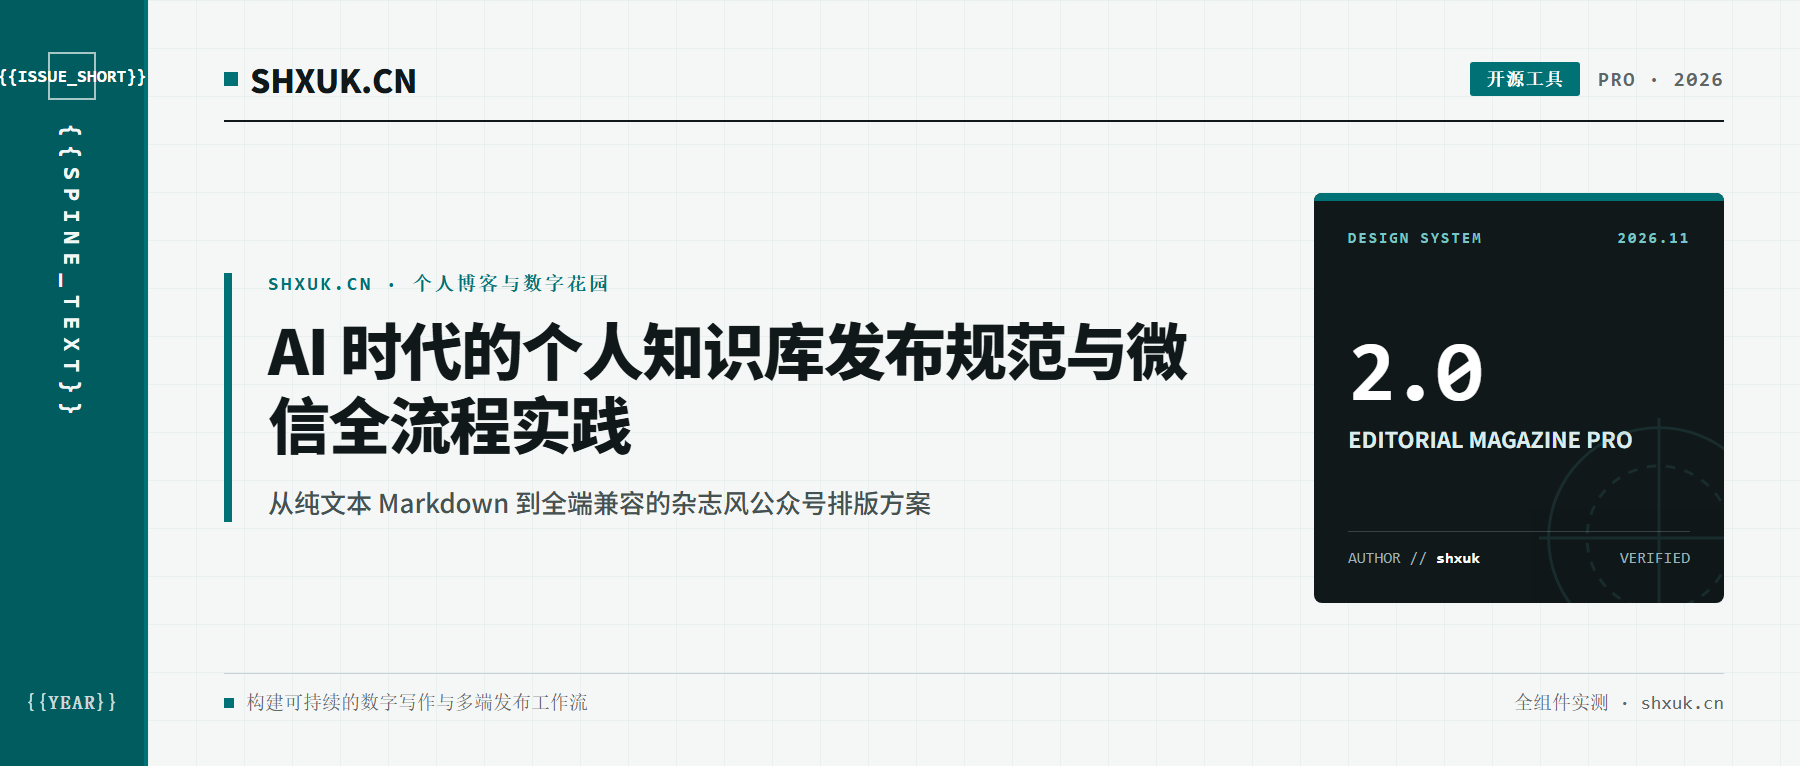 {{ISSUE_SHORT}}
{{SPINE_TEXT}}
{{YEAR}}
SHXUK.CN
开源工具
PRO · 2026
SHXUK.CN · 个人博客与数字花园
AI 时代的个人知识库发布规范与微
信全流程实践
从纯文本 Markdown 到全端兼容的杂志风公众号排版方案
DESIGN SYSTEM
2026.11
2.0
EDITORIAL MAGAZINE PRO
AUTHOR // shxuk
VERIFIED
构建可持续的数字写作与多端发布工作流
全组件实测 · shxuk.cn